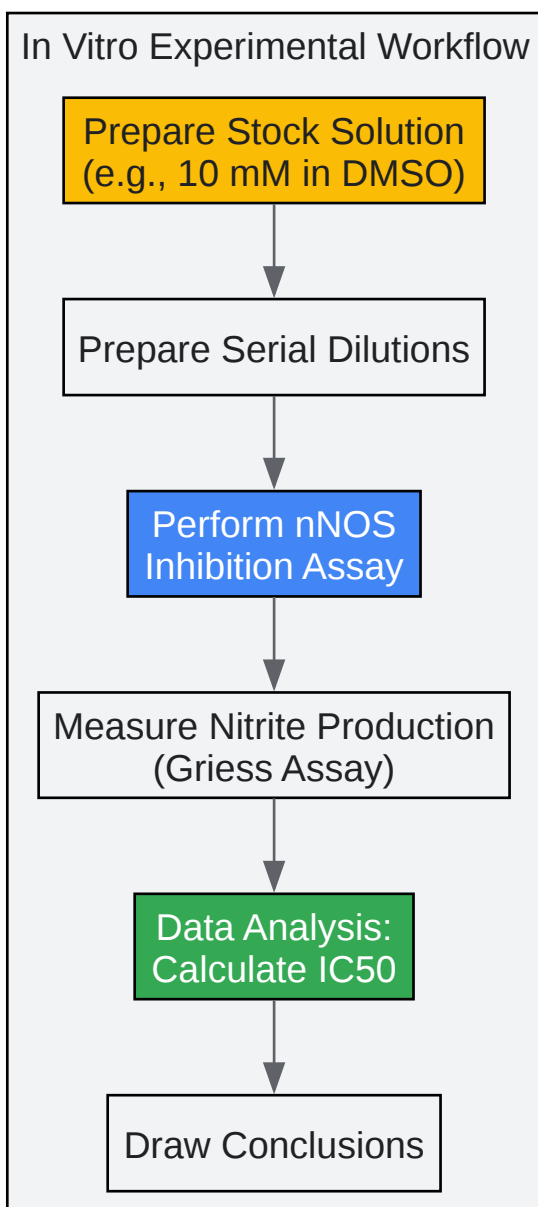 In Vitro Experimental Workflow
Prepare Stock Solution
(e.g., 10 mM in DMSO)
Prepare Serial Dilutions
Perform nNOS
Inhibition Assay
Measure Nitrite Production
(Griess Assay)
Data Analysis:
Calculate IC50
Draw Conclusions